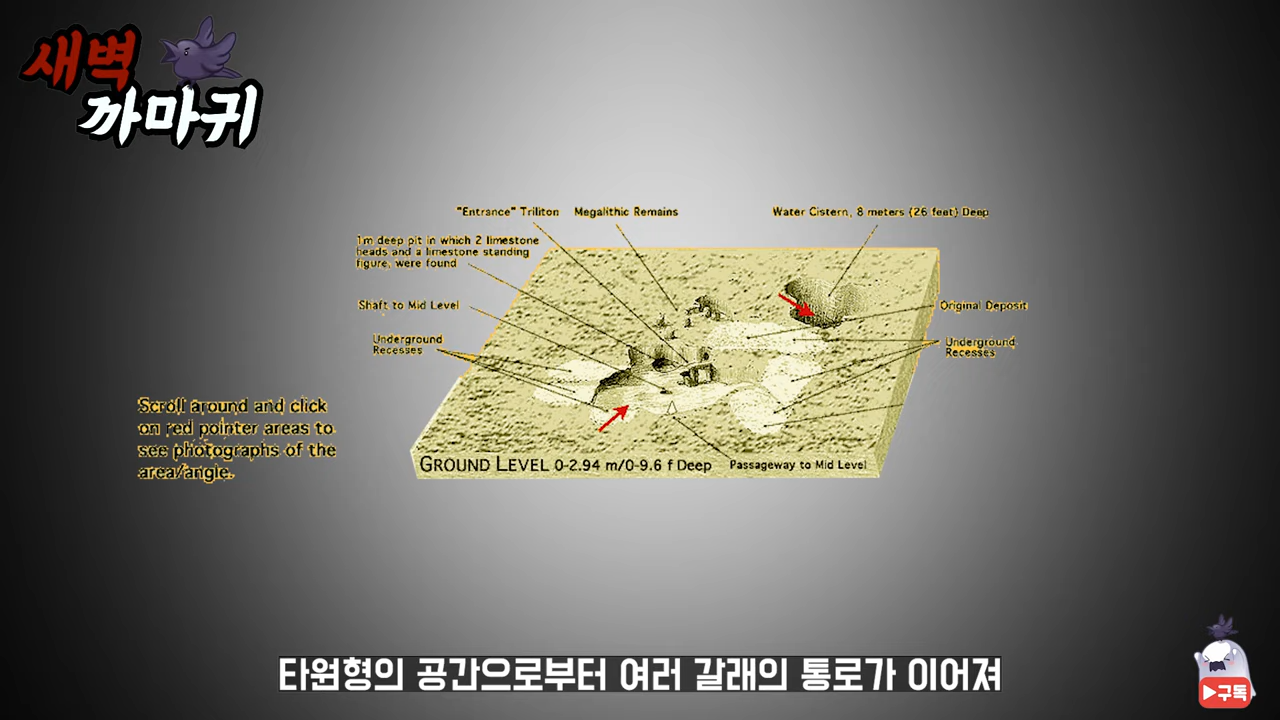 새벽
까마귀
"Entrance" Triliton
Megalithic Remains
Water Cistern, 8 meters (26 feet) Deep
1m deep pit in which 2 limestone
heads and a limestone standing
figure, were found
Shaft to Mid Level
Original Deposit
Underground
Recesses
Underground
Recesses
Scroll around and click
on red pointer areas to
see photographs of the
area/angle.
GROUND LEVEL 0-2.94 m/0-9.6 f Deep
Passageway to Mid Level
타원형의 공간으로부터 여러 갈래의 통로가 이어져
구독